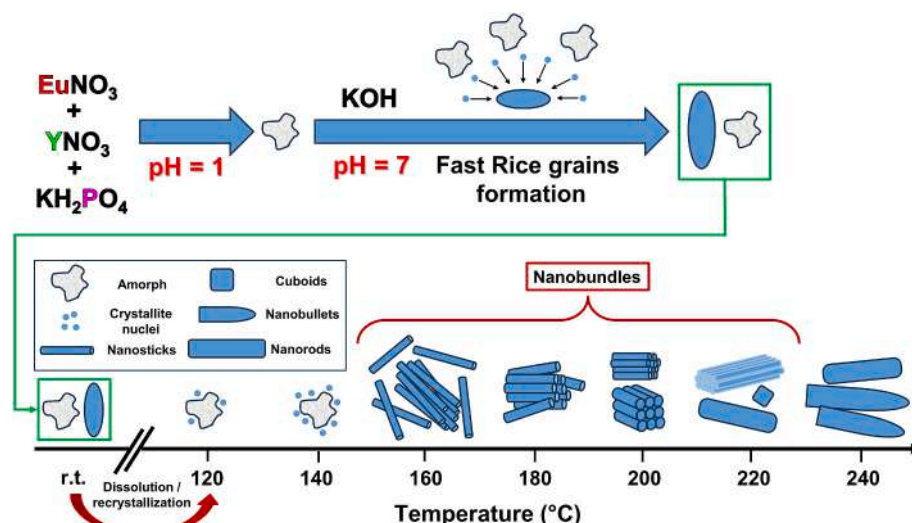 EuNO3
+
YNO3
+
KH2PO4
pH = 1
KOH
pH = 7
Fast Rice grains
formation
Amorph
Cuboids
Crystallite
nuclei
Nanobullets
Nanosticks
Nanorods
Nanobundles
r.t.
Dissolution /
recrystallization
120
140
160
180
200
220
240
Temperature (°C)